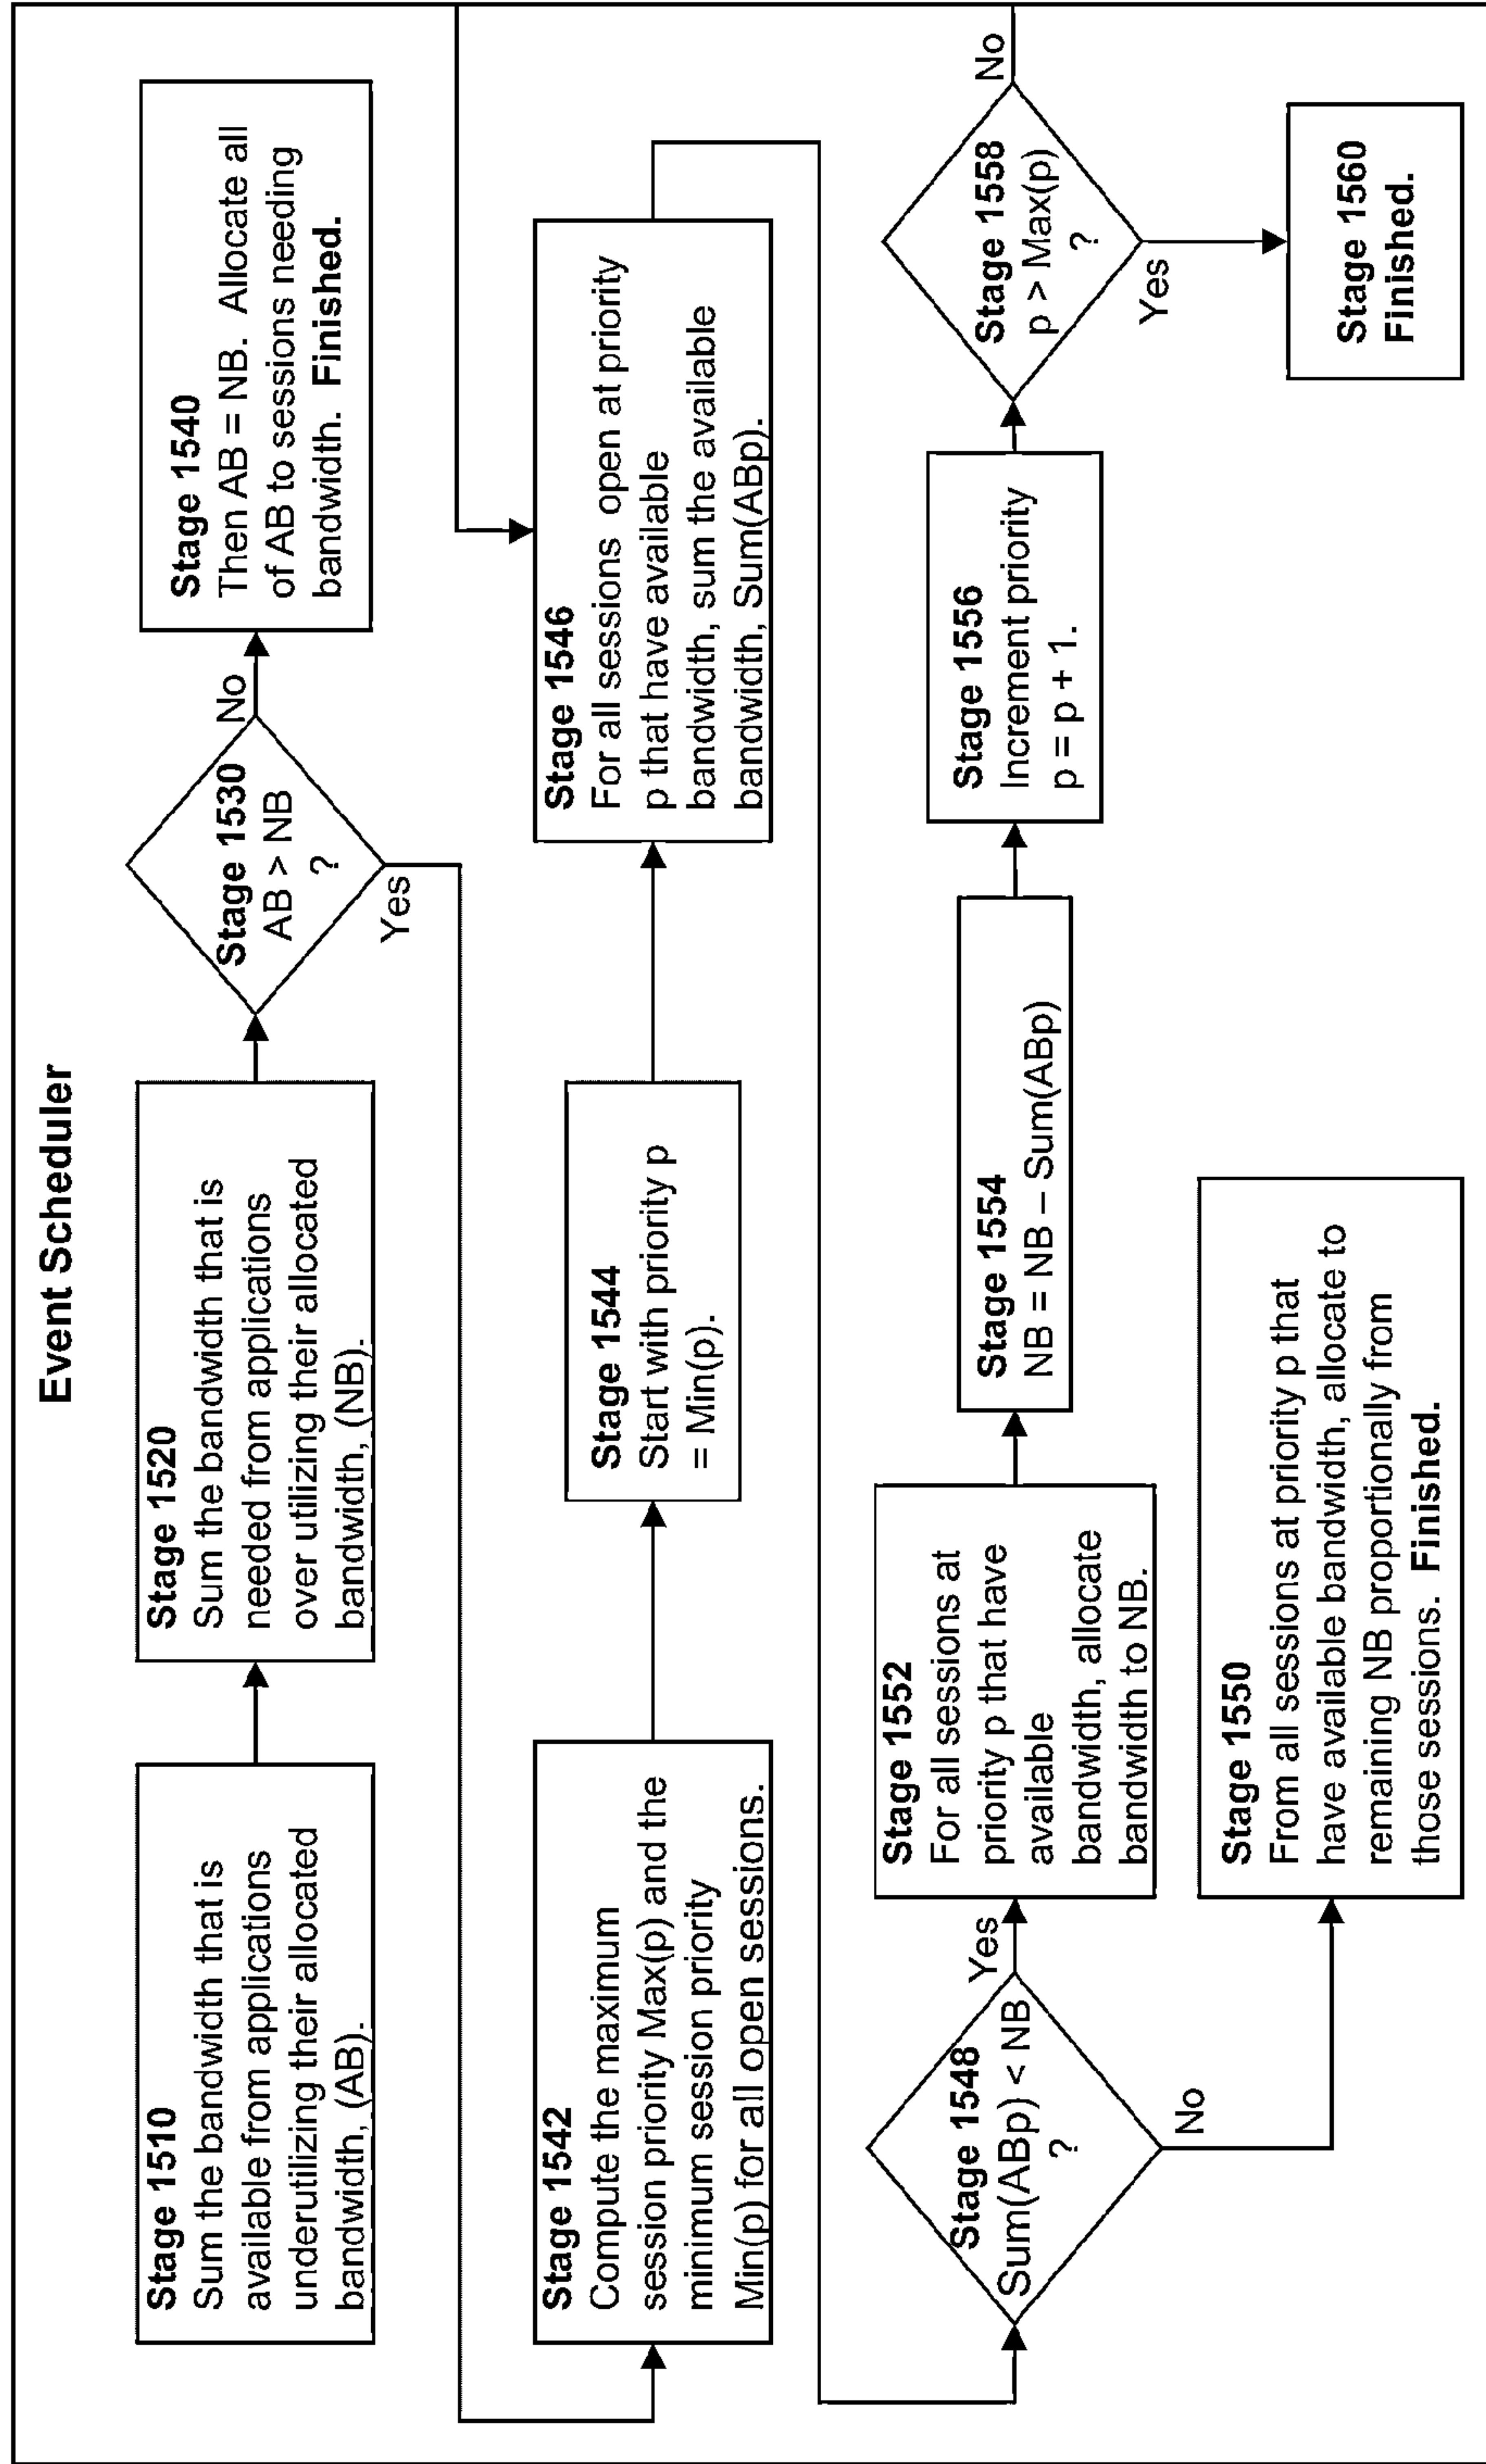 Event Scheduler
Stage 1510
Sum the bandwidth that is
available from applications
underutilizing their allocated
bandwidth, (AB).
Stage 1520
Sum the bandwidth that is
needed from applications
over utilizing their allocated
bandwidth, (NB).
Stage 1530
AB > NB
?
No
Yes
Stage 1540
Then AB = NB. Allocate all
of AB to sessions needing
bandwidth. Finished.
Stage 1542
Compute the maximum
session priority Max(p) and the
minimum session priority
Min(p) for all open sessions.
Stage 1544
Start with priority p
= Min(p).
Stage 1546
For all sessions open at priority
p that have available
bandwidth, sum the available
bandwidth, Sum(ABp).
Stage 1548
Sum(ABp) < NB
?
Yes
No
Stage 1552
For all sessions at
priority p that have
available
bandwidth, allocate
bandwidth to NB.
Stage 1554
NB = NB – Sum(ABp)
Stage 1556
Increment priority
p = p + 1.
Stage 1558
p > Max(p)
?
No
Yes
Stage 1550
From all sessions at priority p that
have available bandwidth, allocate to
remaining NB proportionally from
those sessions. Finished.
Stage 1560
Finished.